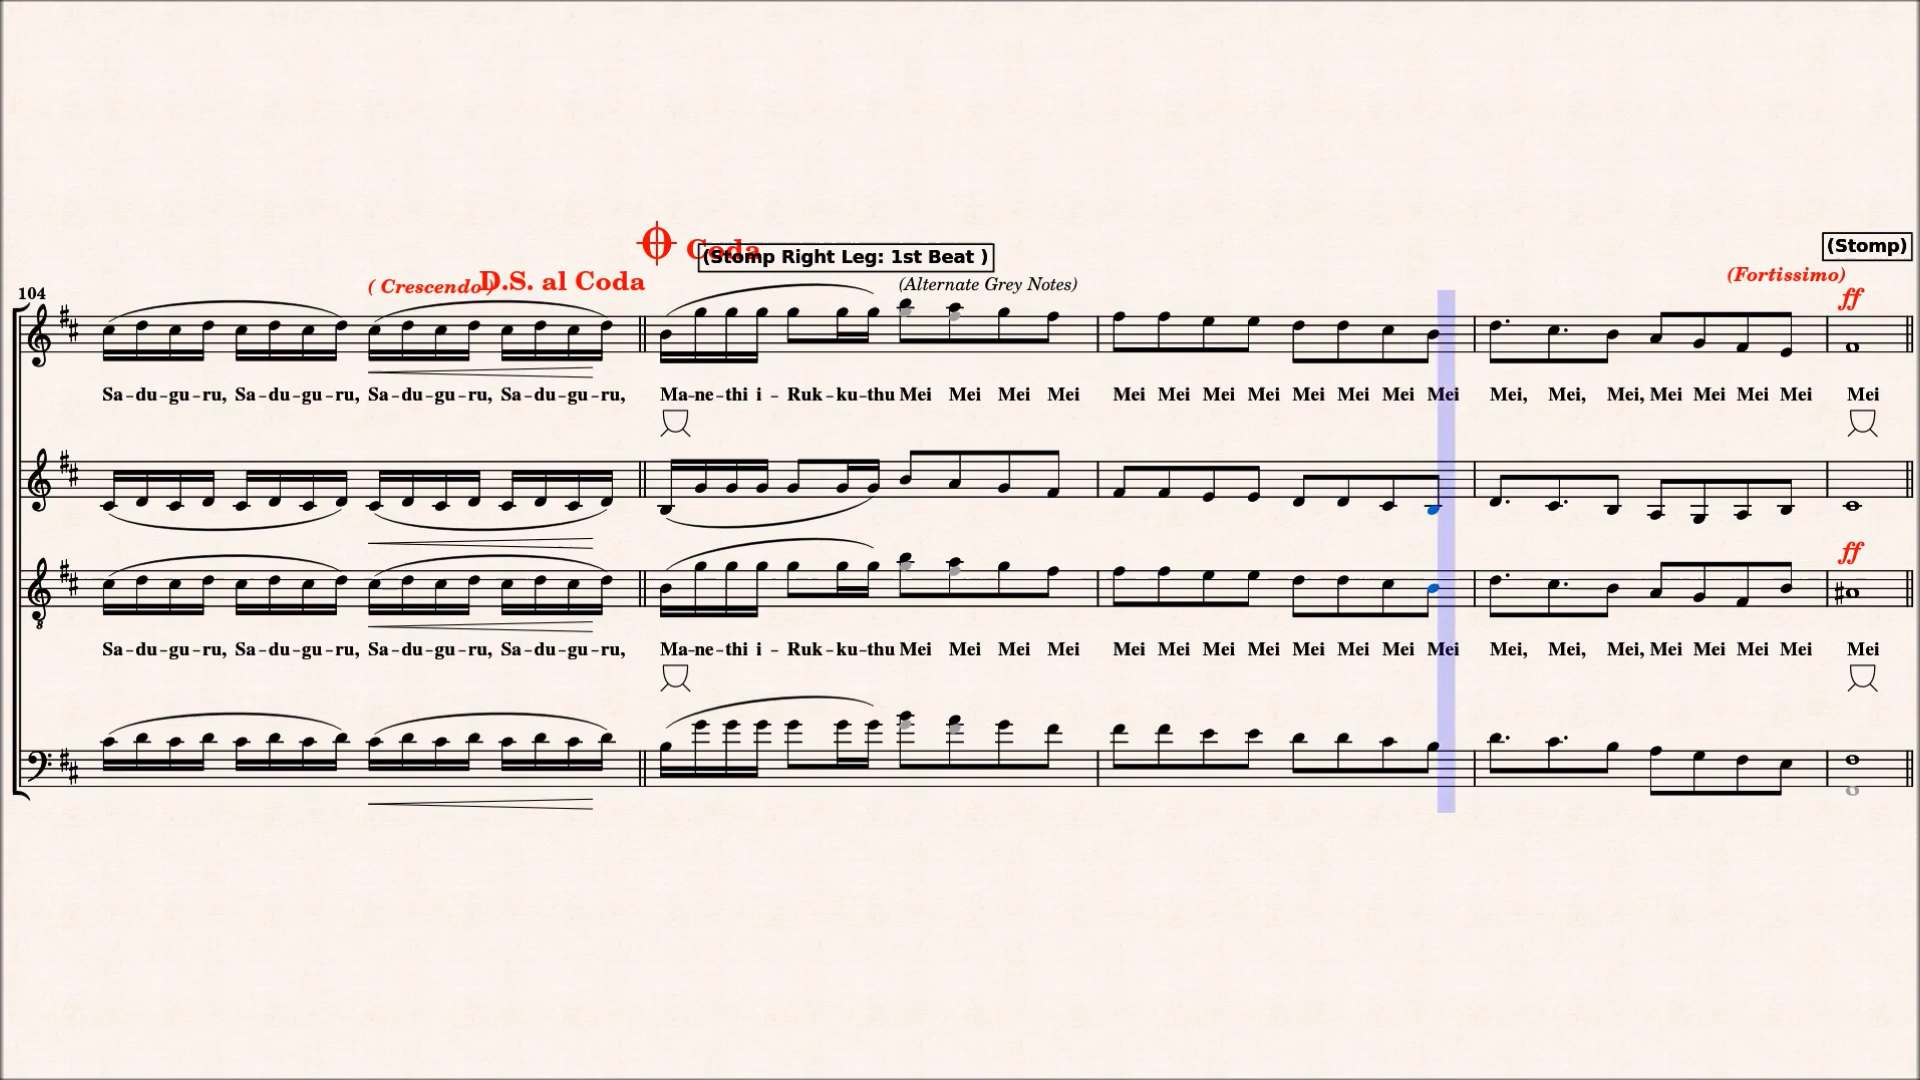 Coda
(Stomp Right Leg: 1st Beat )
(Stomp)
( Crescendo )
D.S. al Coda
(Alternate Grey Notes)
(Fortissimo)
104
ff
Sa-du-gu-ru, Sa-du-gu-ru, Sa-du-gu-ru, Sa-du-gu-ru, Ma-ne-thi i - Ruk-ku-thu Mei Mei Mei Mei Mei Mei Mei Mei Mei Mei Mei Mei Mei, Mei, Mei, Mei Mei Mei Mei Mei
ff
8
Sa-du-gu-ru, Sa-du-gu-ru, Sa-du-gu-ru, Sa-du-gu-ru, Ma-ne-thi i - Ruk-ku-thu Mei Mei Mei Mei Mei Mei Mei Mei Mei Mei Mei Mei Mei, Mei, Mei, Mei Mei Mei Mei Mei